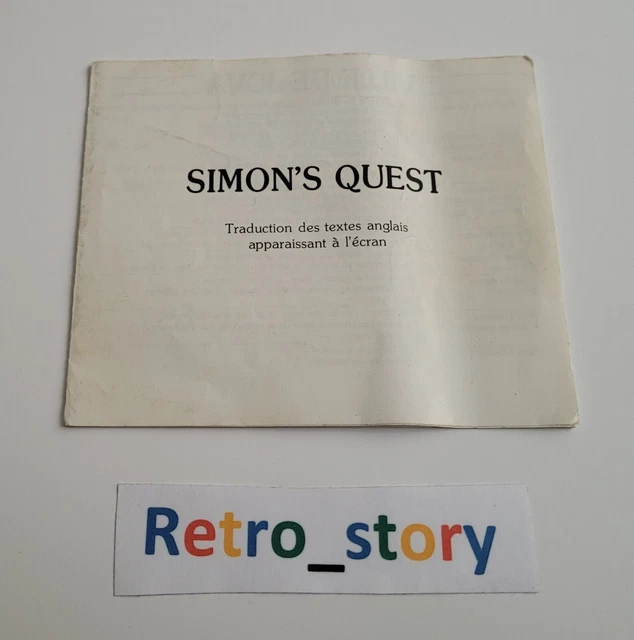 SIMON'S QUEST
Traduction des textes anglais
apparaissant à l'écran
Retro_story